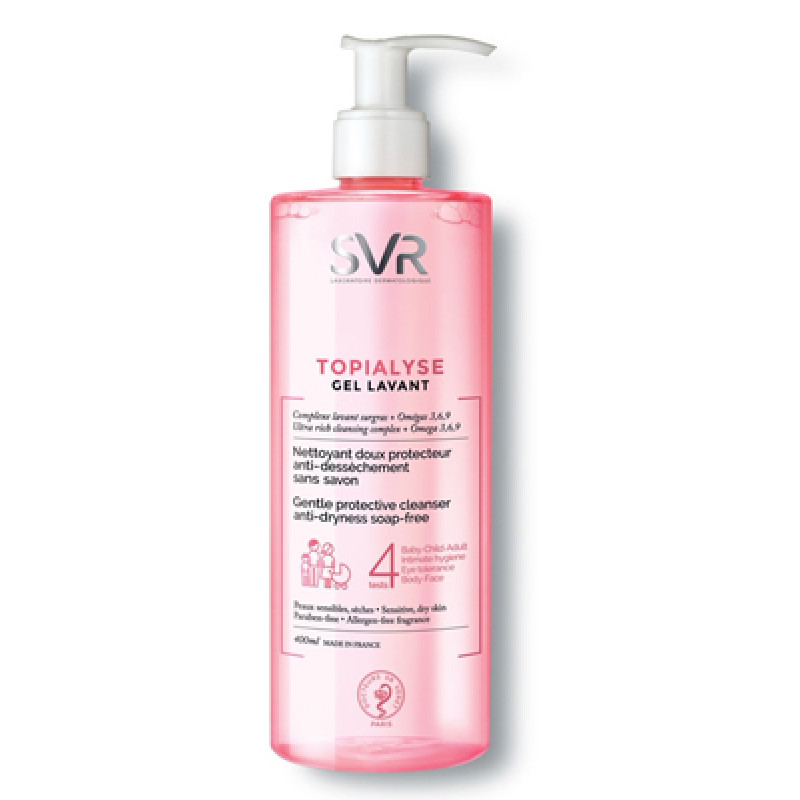 SVR
LABORATOIRE DERMATOLOGIQUE
TOPIALYSE
GEL LAVANT
Complexe lavant surgras + Oméga 3,6,9
Ultra rich cleansing complex + Omega 3,6,9
Nettoyant doux protecteur
anti-dessèchement
sans savon
Gentle protective cleanser
anti-dryness soap-free
4
tests
Baby-Child-Adult
Intimate hygiene
Eye tolerance
Body-Face
Peaux sensibles, sèches • Sensitive, dry skin
Paraben-free • Allergen-free fragrance
400ml MADE IN FRANCE
PARIS